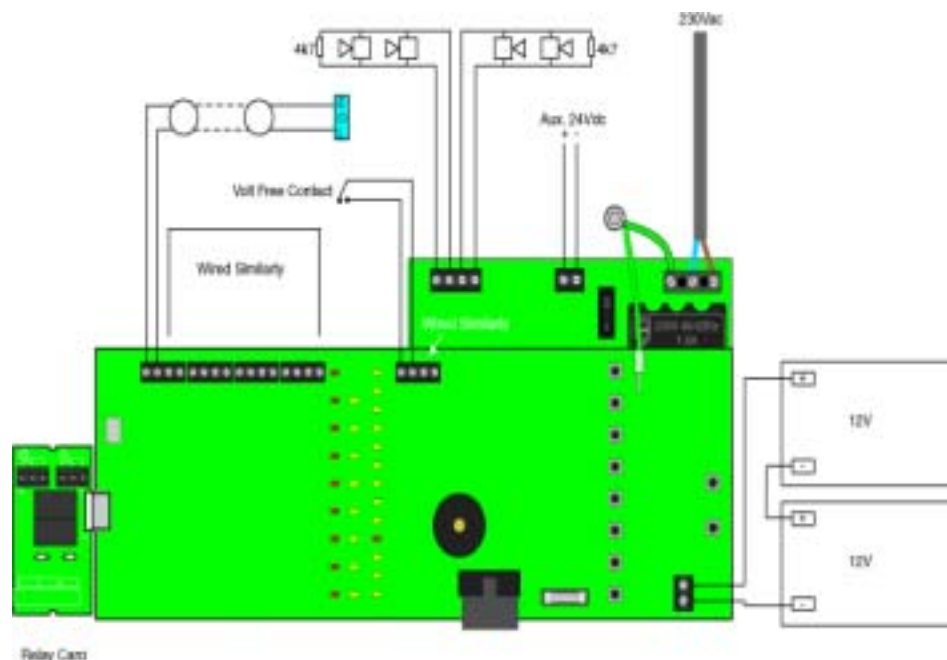 230Vac
4k7
4k7
Aux. 24Vdc
+ -
Volt Free Contact
Wired Similarly
Wired Similarly
+
12V
-
+
12V
-
Relay Card